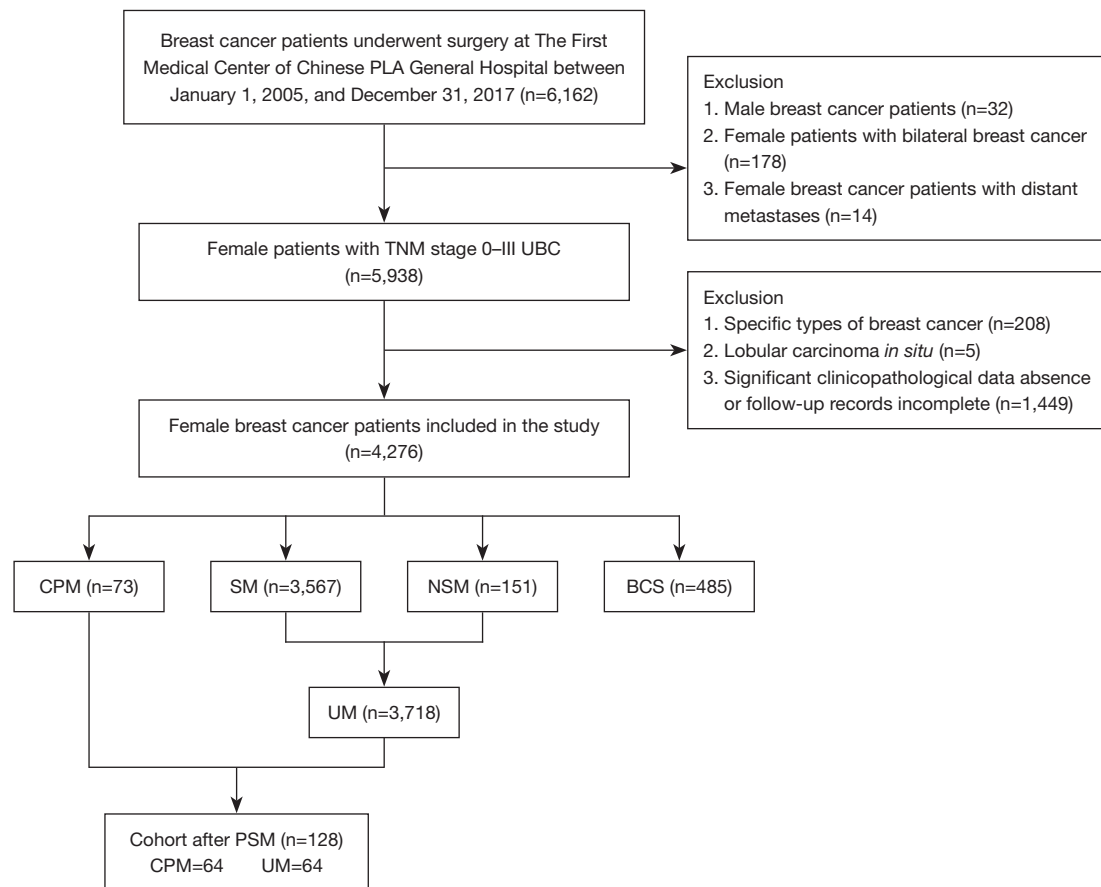 Breast cancer patients underwent surgery at The First
Medical Center of Chinese PLA General Hospital between
January 1, 2005, and December 31, 2017 (n=6,162)
Exclusion
1. Male breast cancer patients (n=32)
2. Female patients with bilateral breast cancer
(n=178)
3. Female breast cancer patients with distant
metastases (n=14)
Female patients with TNM stage 0–III UBC
(n=5,938)
Exclusion
1. Specific types of breast cancer (n=208)
2. Lobular carcinoma in situ (n=5)
3. Significant clinicopathological data absence
or follow-up records incomplete (n=1,449)
Female breast cancer patients included in the study
(n=4,276)
CPM (n=73)
SM (n=3,567)
NSM (n=151)
BCS (n=485)
UM (n=3,718)
Cohort after PSM (n=128)
CPM=64 UM=64